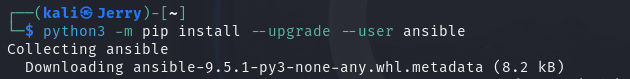 ┌──(kali㉿Jerry)-[~]
└─$ python3 -m pip install --upgrade --user ansible
Collecting ansible
  Downloading ansible-9.5.1-py3-none-any.whl.metadata (8.2 kB)